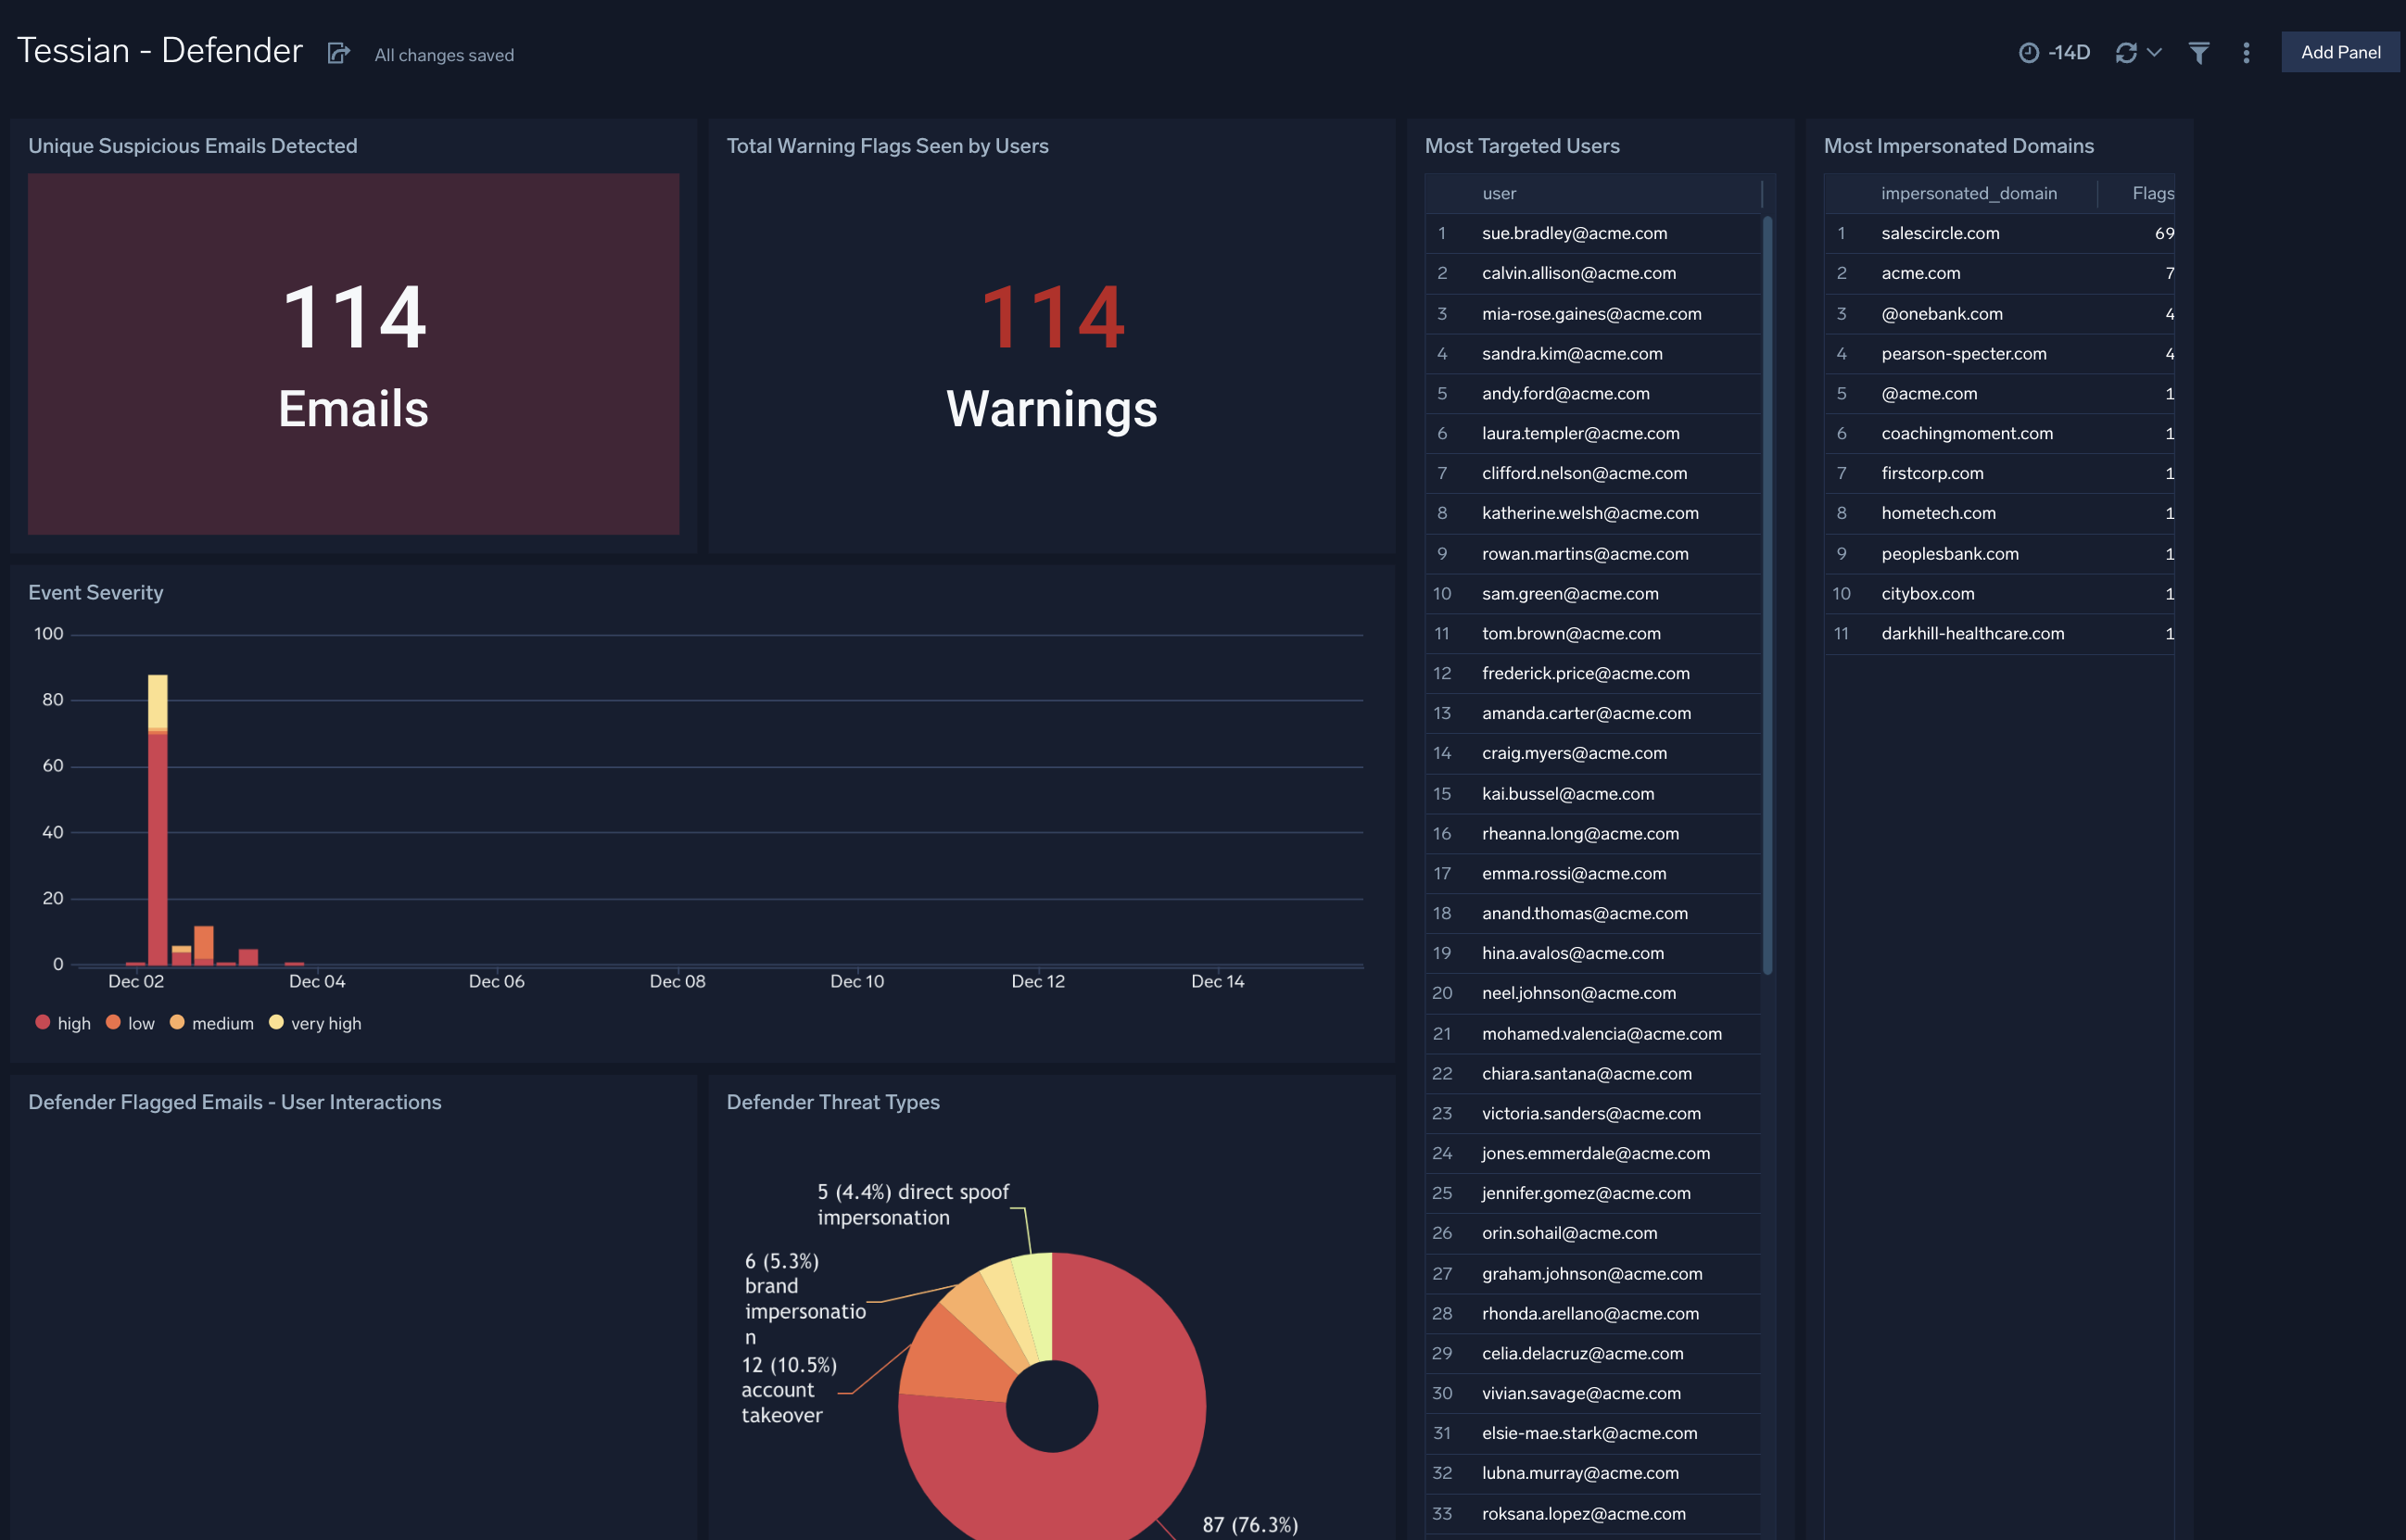 Tessian - Defender
All changes saved
-14D
Add Panel
Unique Suspicious Emails Detected
114
Emails
Total Warning Flags Seen by Users
114
Warnings
Event Severity
100
80
60
40
20
0
Dec 02 Dec 04 Dec 06 Dec 08 Dec 10 Dec 12 Dec 14
high low medium very high
Defender Flagged Emails - User Interactions
Defender Threat Types
5 (4.4%) direct spoof
impersonation
6 (5.3%)
brand
impersonatio
n
12 (10.5%)
account
takeover
87 (76.3%)
Most Targeted Users
user
1 sue.bradley@acme.com
2 calvin.allison@acme.com
3 mia-rose.gaines@acme.com
4 sandra.kim@acme.com
5 andy.ford@acme.com
6 laura.templer@acme.com
7 clifford.nelson@acme.com
8 katherine.welsh@acme.com
9 rowan.martins@acme.com
10 sam.green@acme.com
11 tom.brown@acme.com
12 frederick.price@acme.com
13 amanda.carter@acme.com
14 craig.myers@acme.com
15 kai.bussel@acme.com
16 rheanna.long@acme.com
17 emma.rossi@acme.com
18 anand.thomas@acme.com
19 hina.avalos@acme.com
20 neel.johnson@acme.com
21 mohamed.valencia@acme.com
22 chiara.santana@acme.com
23 victoria.sanders@acme.com
24 jones.emmerdale@acme.com
25 jennifer.gomez@acme.com
26 orin.sohail@acme.com
27 graham.johnson@acme.com
28 rhonda.arellano@acme.com
29 celia.delacruz@acme.com
30 vivian.savage@acme.com
31 elsie-mae.stark@acme.com
32 lubna.murray@acme.com
33 roksana.lopez@acme.com
Most Impersonated Domains
impersonated_domain Flags
1 salescircle.com 69
2 acme.com 7
3 @onebank.com 4
4 pearson-specter.com 4
5 @acme.com 1
6 coachingmoment.com 1
7 firstcorp.com 1
8 hometech.com 1
9 peoplesbank.com 1
10 citybox.com 1
11 darkhill-healthcare.com 1